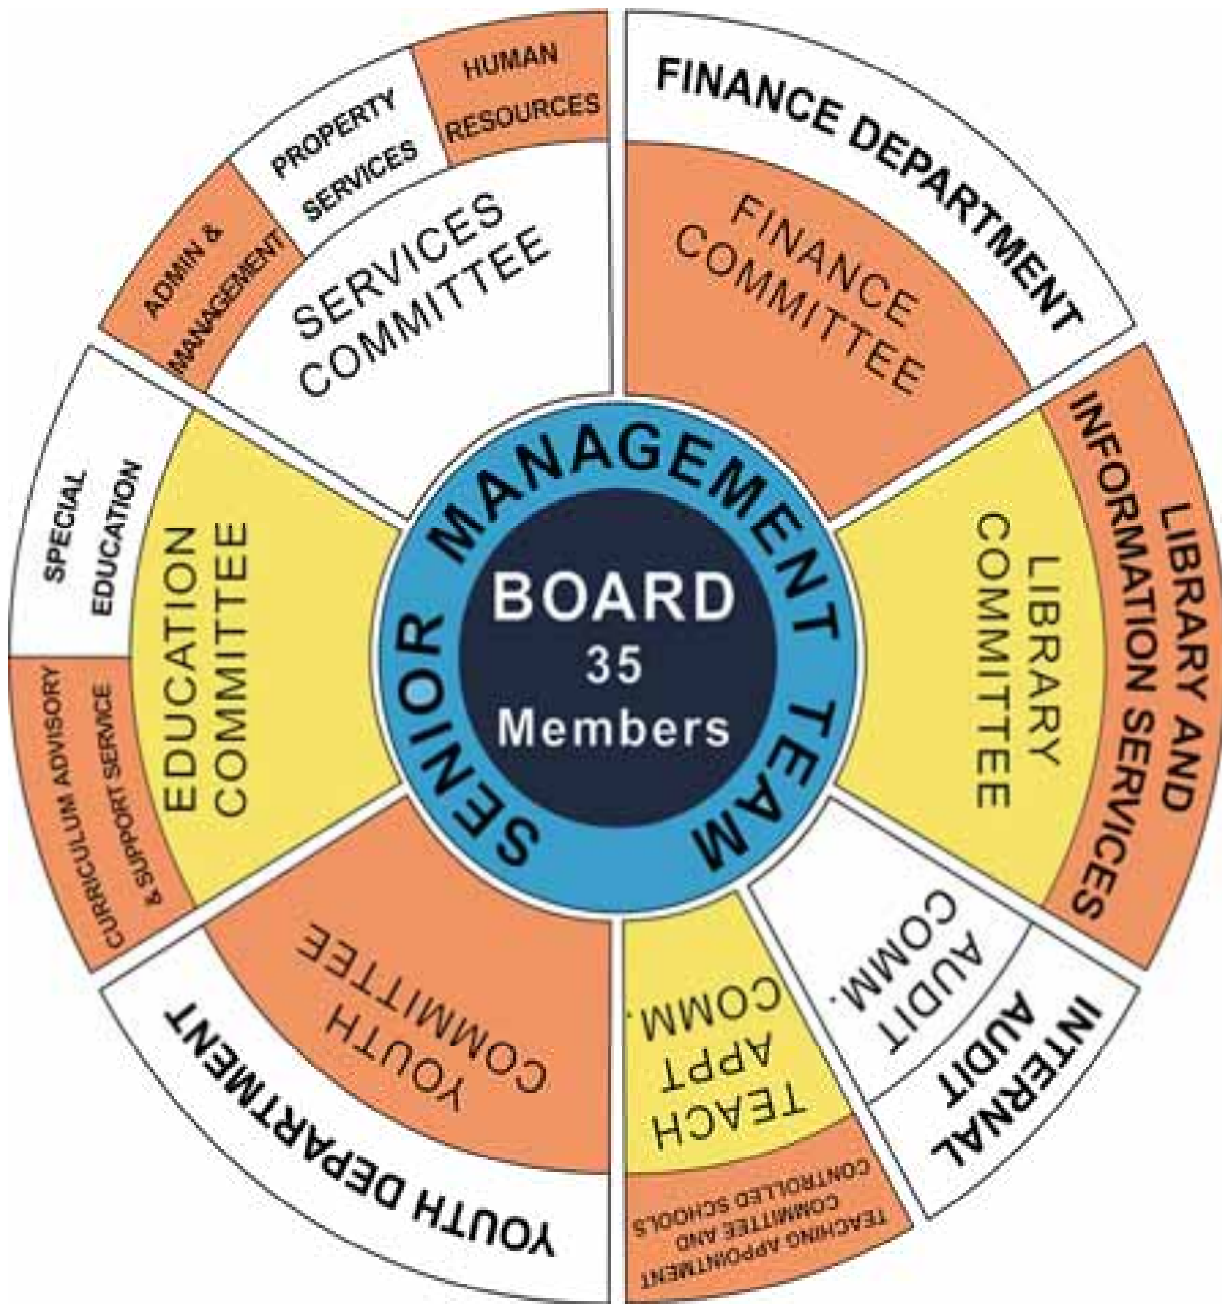 BOARD
35
Members
SENIOR MANAGEMENT TEAM
FINANCE DEPARTMENT
FINANCE
COMMITTEE
LIBRARY AND
INFORMATION SERVICES
LIBRARY
COMMITTEE
INTERNAL
AUDIT
AUDIT
COMM.
TEACHING APPOINTMENT
COMMITTEE AND
CONTROLLED SCHOOLS
TEACH
APPT
COMM.
YOUTH DEPARTMENT
YOUTH
COMMITTEE
CURRICULUM ADVISORY
& SUPPORT SERVICE
SPECIAL
EDUCATION
EDUCATION
COMMITTEE
ADMIN &
MANAGEMENT
PROPERTY
SERVICES
HUMAN
RESOURCES
SERVICES
COMMITTEE